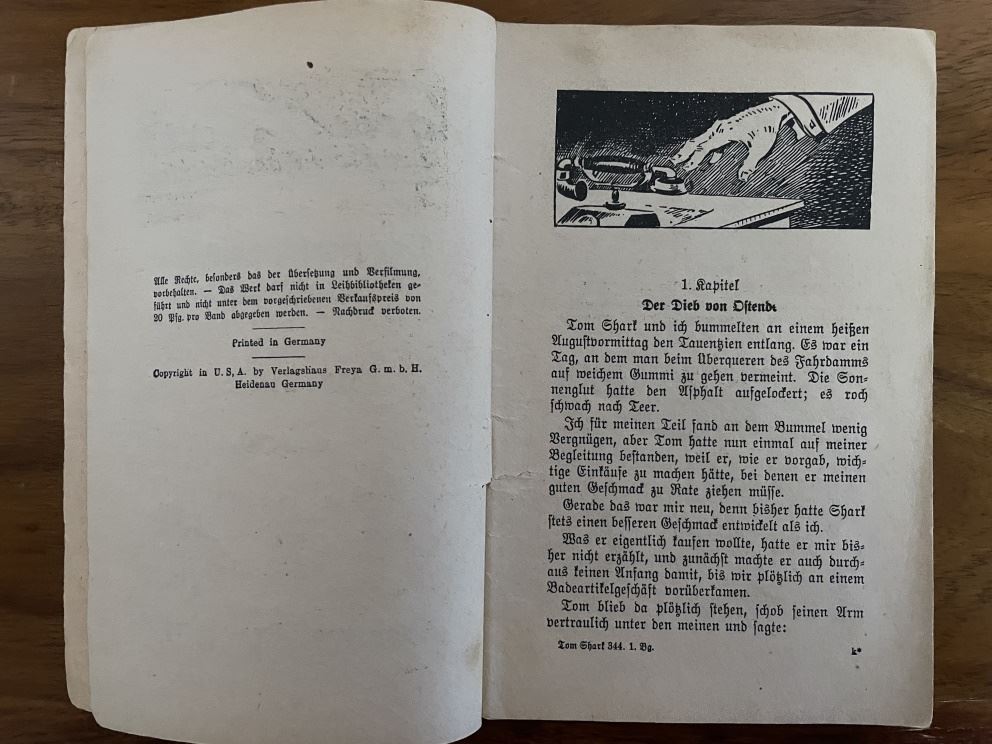 Alle Rechte, besonders das der Übersetzung und Verfilmung,
vorbehalten. — Das Werk darf nicht in Leihbibliotheken ge-
führt und nicht unter dem vorgeschriebenen Verkaufspreis von
20 Pfg. pro Band abgegeben werden. — Nachdruck verboten.
Printed in Germany
Copyright in U. S, A. by Verlagshaus Freya G. m. b. H.
Heidenau Germany
1. Kapitel
Der Dieb von Ostende
Tom Shark und ich bummelten an einem heißen
Augustvormittag den Tauentzien entlang. Es war ein
Tag, an dem man beim Überqueren des Fahrdamms
auf weichem Gummi zu gehen vermeint. Die Son-
nenglut hatte den Asphalt aufgelockert; es roch
schwach nach Teer.
Ich für meinen Teil fand an dem Bummel wenig
Vergnügen, aber Tom hatte nun einmal auf meiner
Begleitung bestanden, weil er, wie er vorgab, wich-
tige Einkäufe zu machen hätte, bei denen er meinen
guten Geschmack zu Rate ziehen müsse.
Gerade das war mir neu, denn bisher hatte Shark
stets einen besseren Geschmack entwickelt als ich.
Was er eigentlich kaufen wollte, hatte er mir bis-
her nicht erzählt, und zunächst machte er auch durch-
aus keinen Anfang damit, bis wir plötzlich an einem
Badeartikelgeschäft vorüberkamen.
Tom blieb da plötzlich stehen, schob seinen Arm
vertraulich unter den meinen und sagte:
Tom Shark 344. 1. Bg.
k*